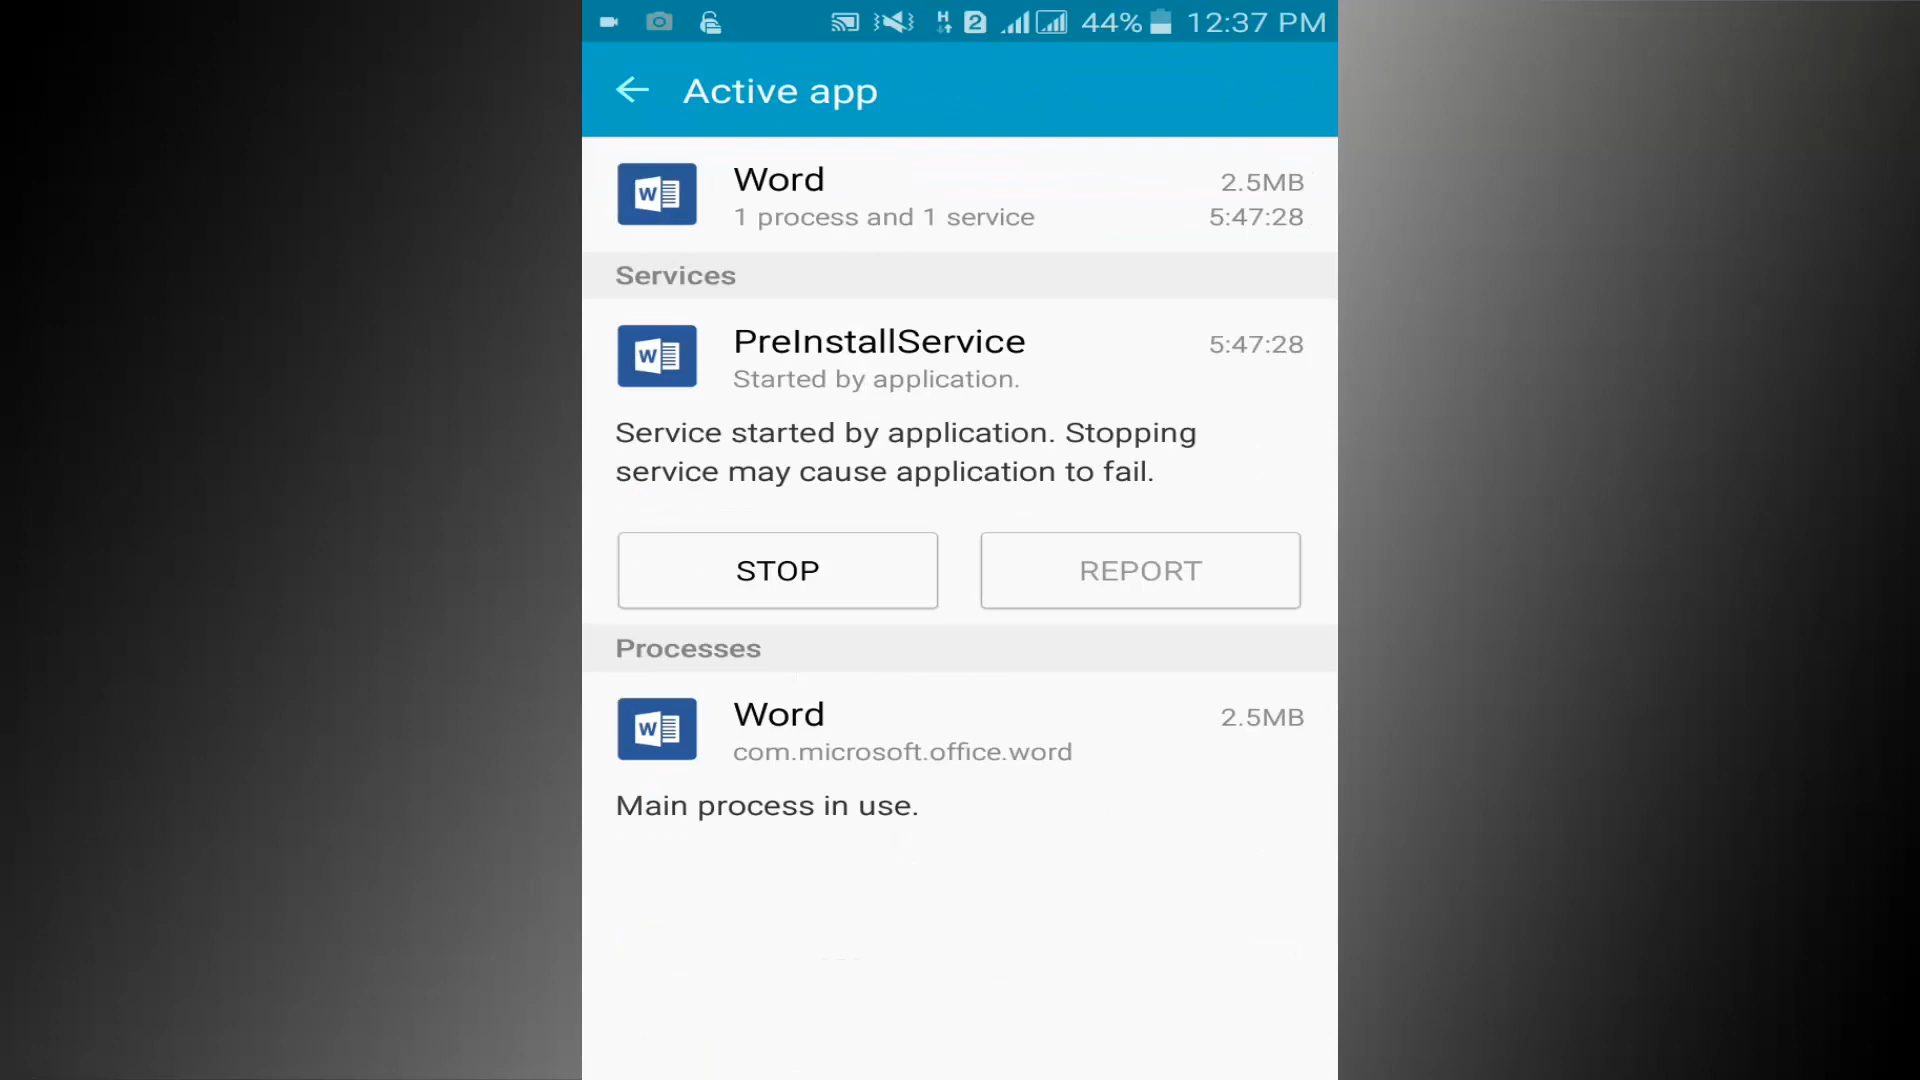 H 2 44% 12:37 PM
Active app
Word 2.5MB
1 process and 1 service 5:47:28
Services
PreInstallService 5:47:28
Started by application.
Service started by application. Stopping
service may cause application to fail.
STOP REPORT
Processes
Word 2.5MB
com.microsoft.office.word
Main process in use.